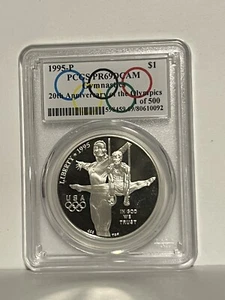 1995-P $1
PCGS PR69DCAM
Gymnastics
20th Anniversary of the Olympics
1 of 500
LIBERTY 1995
USA
IN GOD
WE
TRUST